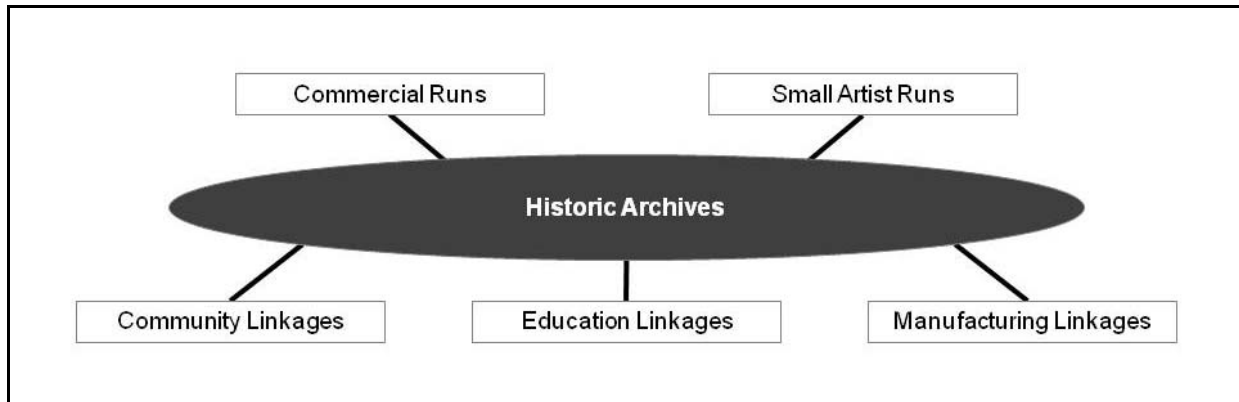 Commercial Runs
Small Artist Runs
Historic Archives
Community Linkages
Education Linkages
Manufacturing Linkages